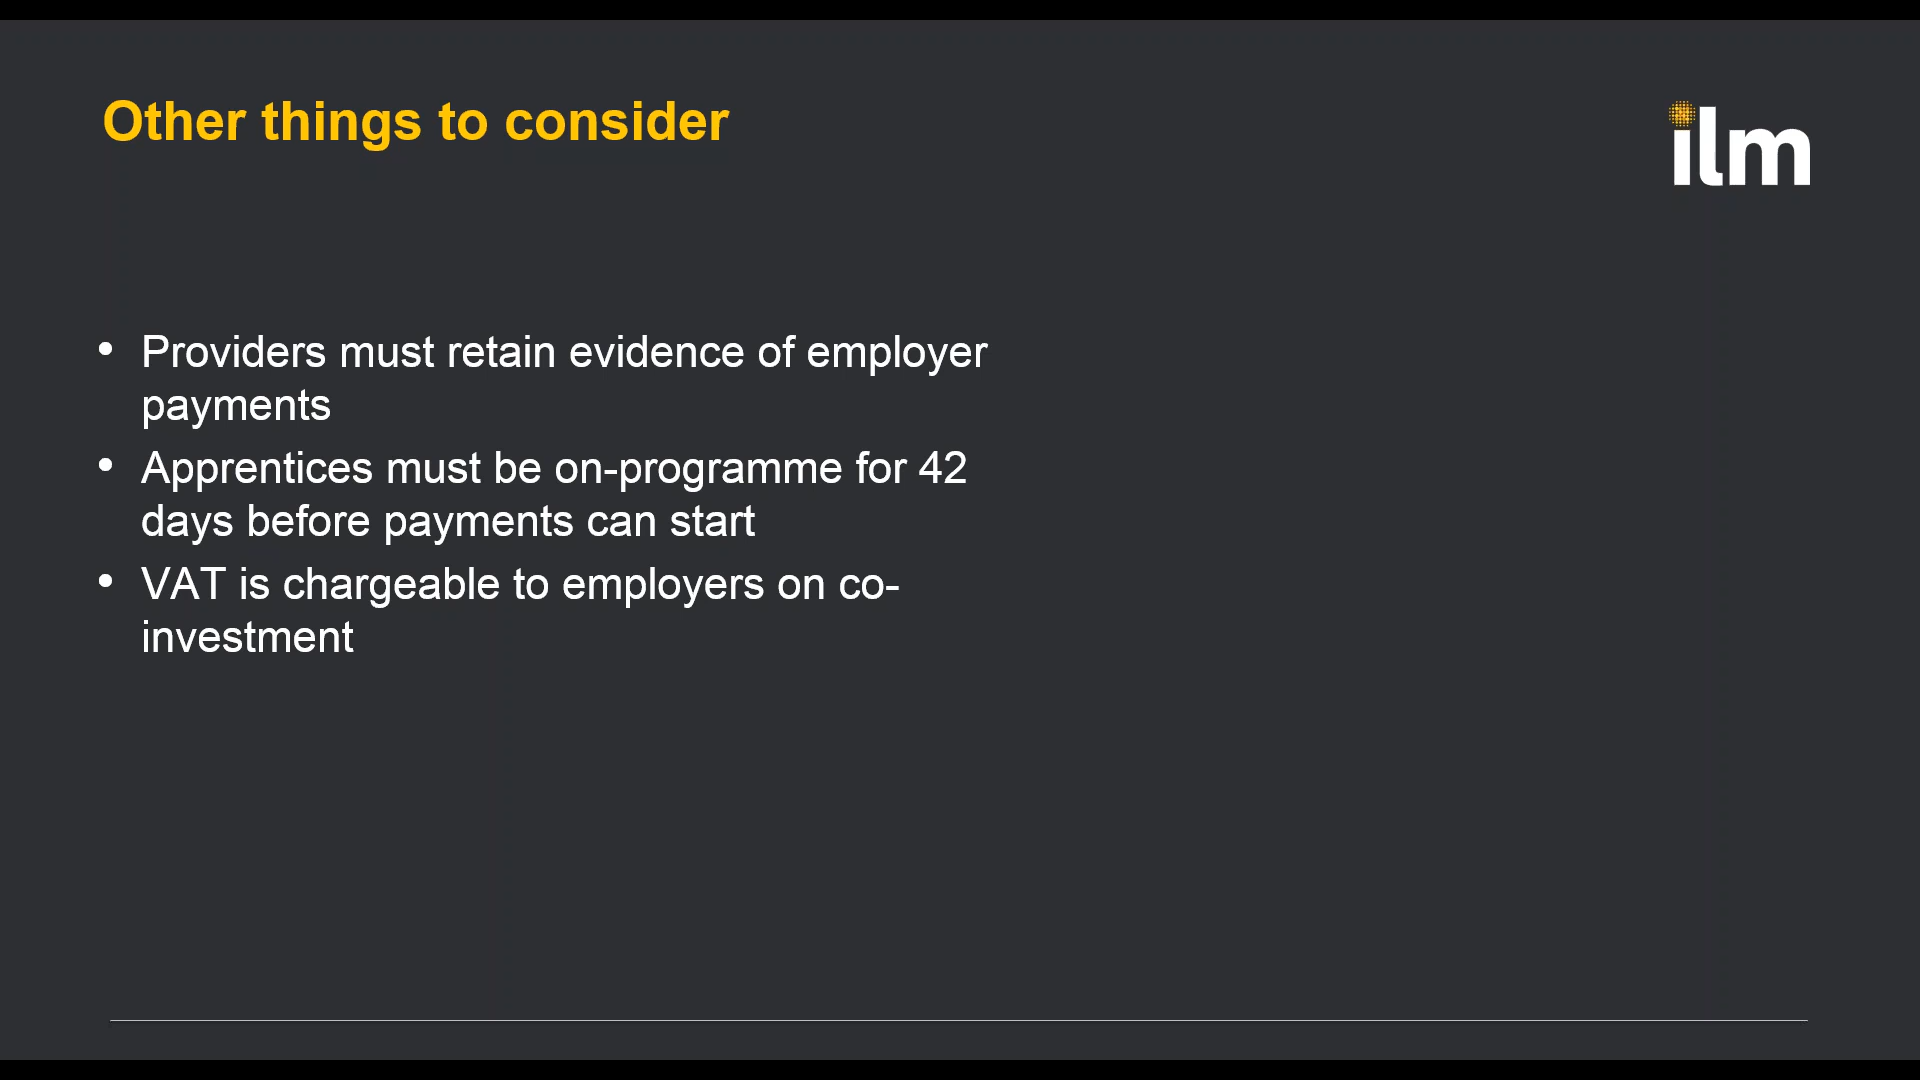 Other things to consider
ilm
• Providers must retain evidence of employer
payments
• Apprentices must be on-programme for 42
days before payments can start
• VAT is chargeable to employers on co-
investment